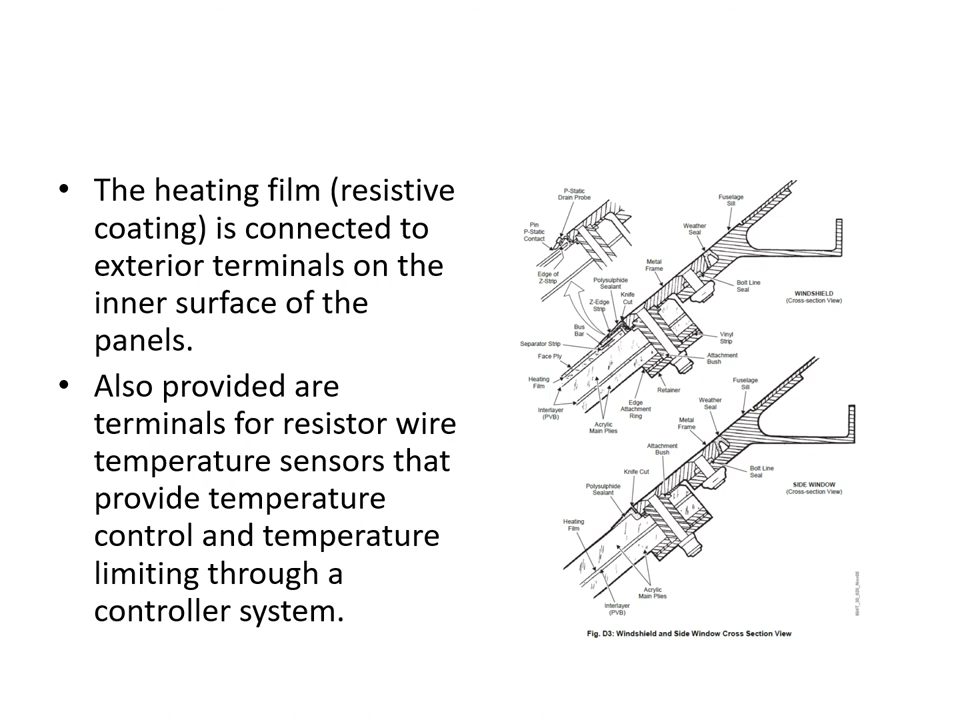 • The heating film (resistive
coating) is connected to
exterior terminals on the
inner surface of the
panels.
• Also provided are
terminals for resistor wire
temperature sensors that
provide temperature
control and temperature
limiting through a
controller system.
P-Static
Drain Probe
Pin
P-Static
Contact
Edge of
Z-Strip
Fuselage
Sill
Weather
Seal
Metal
Frame
Polysulphide
Sealant
Knife
Cut
Z-Edge
Strip
Bolt Line
Seal
WINDSHIELD
(Cross-section View)
Bus
Bar
Separator Strip
Face Ply
Vinyl
Strip
Attachment
Bush
Heating
Film
Retainer
Interlayer
(PVB)
Edge
Attachment
Ring
Acrylic
Main Plies
Fuselage
Sill
Weather
Seal
Metal
Frame
Attachment
Bush
Knife Cut
Bolt Line
Seal
Polysulphide
Sealant
SIDE WINDOW
(Cross-section View)
Heating
Film
Acrylic
Main Plies
Interlayer
(PVB)
Fig. D3: Windshield and Side Window Cross Section View